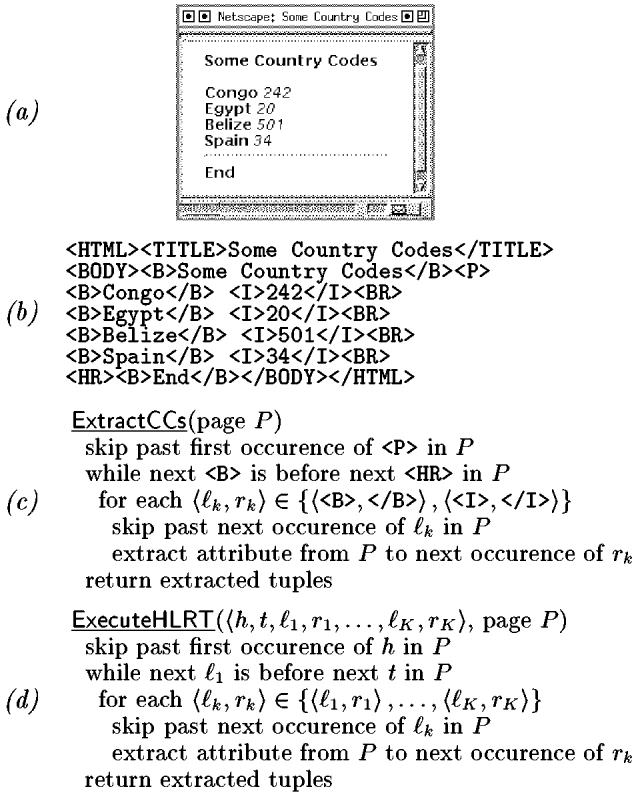 Netscape: Some Country Codes
Some Country Codes
Congo 242
Egypt 20
Belize 501
Spain 34
End
(a)
<HTML><TITLE>Some Country Codes</TITLE>
<BODY><B>Some Country Codes</B><P>
<B>Congo</B> <I>242</I><BR>
<B>Egypt</B> <I>20</I><BR>
(b)
<B>Belize</B> <I>501</I><BR>
<B>Spain</B> <I>34</I><BR>
<HR><B>End</B></BODY></HTML>
ExtractCCs(page P)
skip past first occurence of <P> in P
while next <B> is before next <HR> in P
(c)
for each ⟨ℓk, rk⟩ ∈ {⟨<B>,</B>⟩, ⟨<I>,</I>⟩}
skip past next occurence of ℓk in P
extract attribute from P to next occurence of rk
return extracted tuples
ExecuteHLRT(⟨h, t, ℓ1, r1, ..., ℓK, rK⟩, page P)
skip past first occurence of h in P
while next ℓ1 is before next t in P
(d)
for each ⟨ℓk, rk⟩ ∈ {⟨ℓ1, r1⟩, ..., ⟨ℓK, rK⟩}
skip past next occurence of ℓk in P
extract attribute from P to next occurence of rk
return extracted tuples